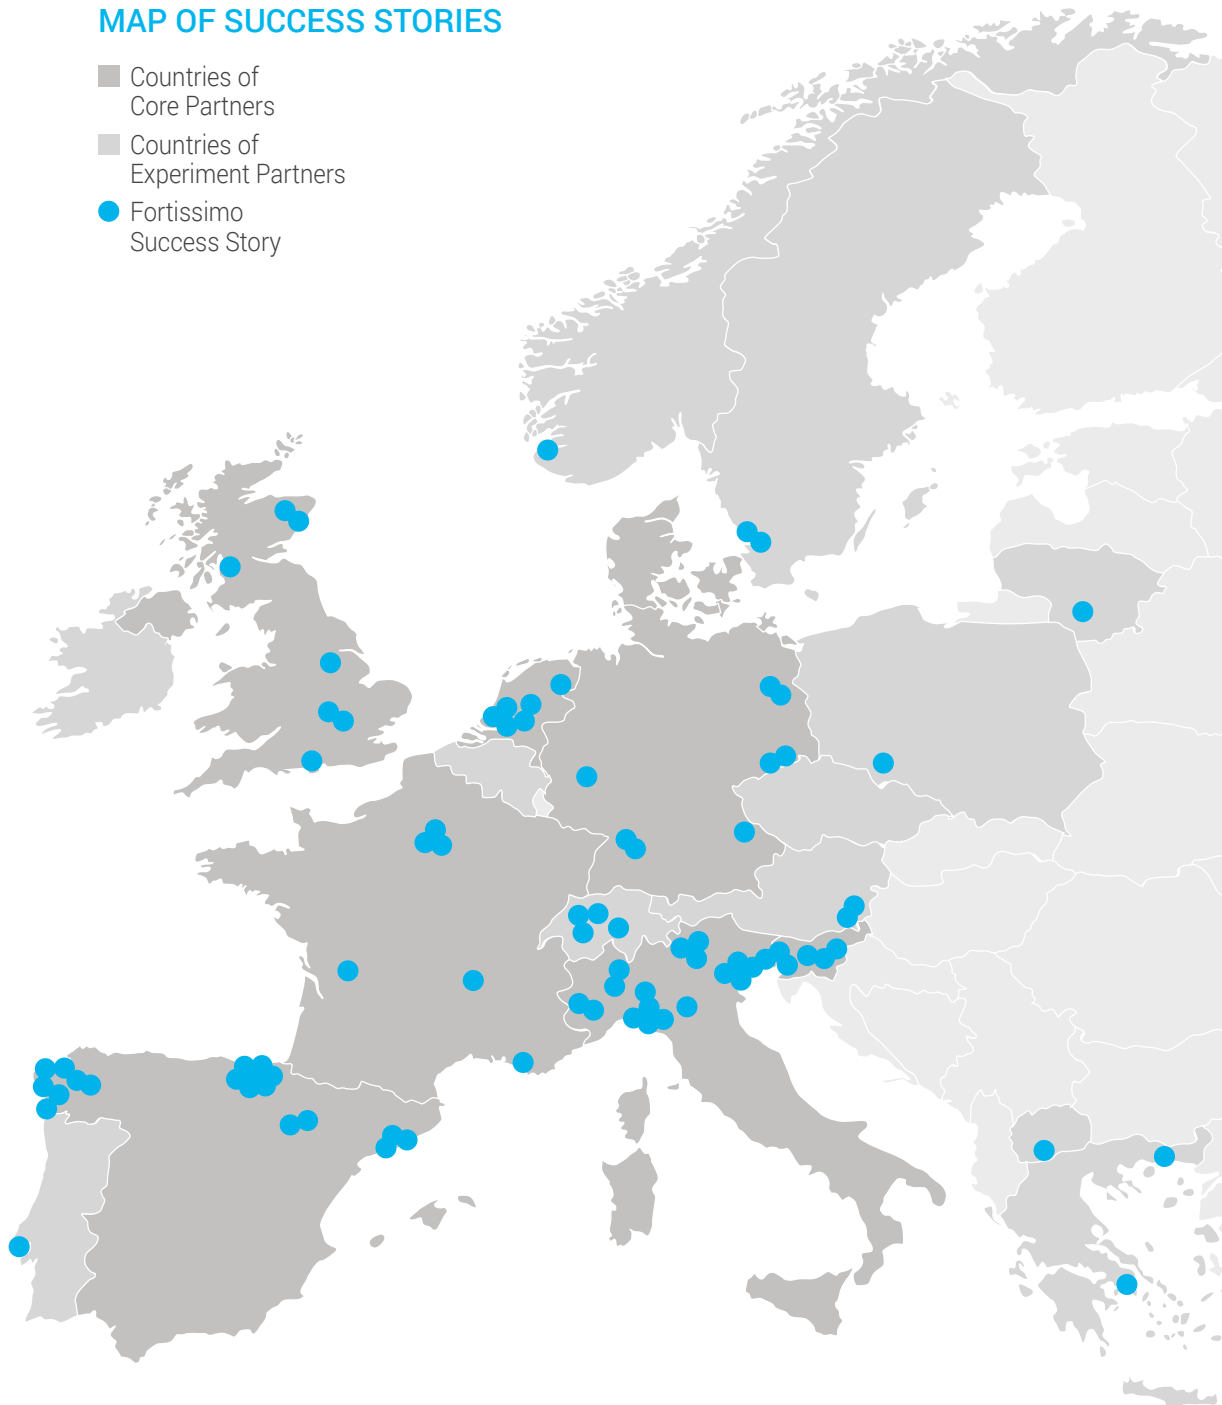 MAP OF SUCCESS STORIES
Countries of
Core Partners
Countries of
Experiment Partners
Fortissimo
Success Story